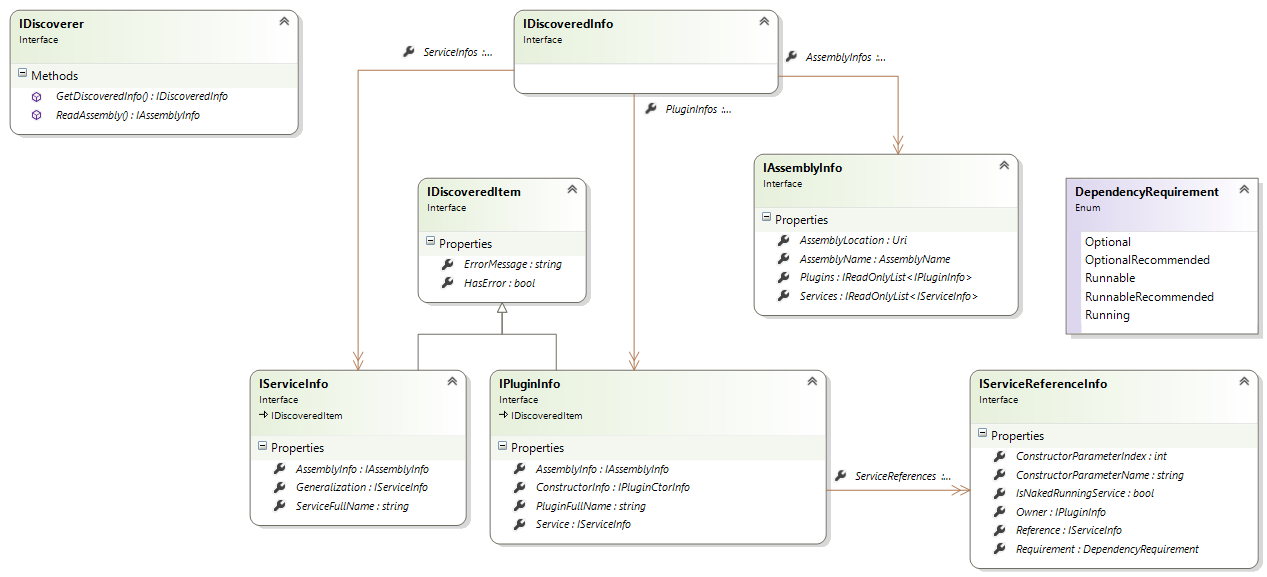 IDiscoverer
Interface
Methods
GetDiscoveredInfo() : IDiscoveredInfo
ReadAssembly() : IAssemblyInfo
ServiceInfos :...
IDiscoveredInfo
Interface
AssemblyInfos :...
PluginInfos :...
IDiscoveredItem
Interface
Properties
ErrorMessage : string
HasError : bool
IAssemblyInfo
Interface
Properties
AssemblyLocation : Uri
AssemblyName : AssemblyName
Plugins : IReadOnlyList<IPluginInfo>
Services : IReadOnlyList<IServiceInfo>
DependencyRequirement
Enum
Optional
OptionalRecommended
Runnable
RunnableRecommended
Running
IServiceInfo
Interface
IDiscoveredItem
Properties
AssemblyInfo : IAssemblyInfo
Generalization : IServiceInfo
ServiceFullName : string
IPluginInfo
Interface
IDiscoveredItem
Properties
AssemblyInfo : IAssemblyInfo
ConstructorInfo : IPluginCtorInfo
PluginFullName : string
Service : IServiceInfo
ServiceReferences :...
IServiceReferenceInfo
Interface
Properties
ConstructorParameterIndex : int
ConstructorParameterName : string
IsNakedRunningService : bool
Owner : IPluginInfo
Reference : IServiceInfo
Requirement : DependencyRequirement